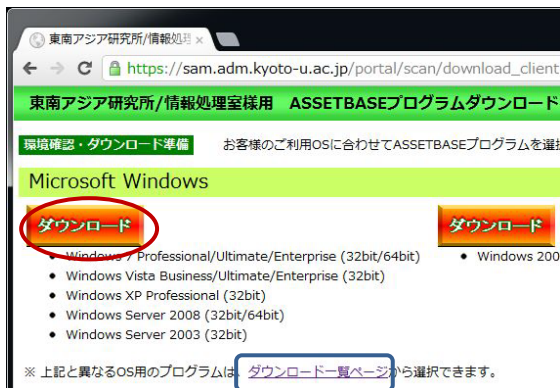 東南アジア研究所/情報処理
https://sam.adm.kyoto-u.ac.jp/portal/scan/download_client
東南アジア研究所/情報処理室様用 ASSETBASEプログラムダウンロード
環境確認・ダウンロード準備 お客様のご利用OSに合わせてASSETBASEプログラムを選
Microsoft Windows
ダウンロード ダウンロード
• Windows 7 Professional/Ultimate/Enterprise (32bit/64bit) • Windows 200
• Windows Vista Business/Ultimate/Enterprise (32bit)
• Windows XP Professional (32bit)
• Windows Server 2008 (32bit/64bit)
• Windows Server 2003 (32bit)
※ 上記と異なるOS用のプログラムは、ダウンロード一覧ページから選択できます。